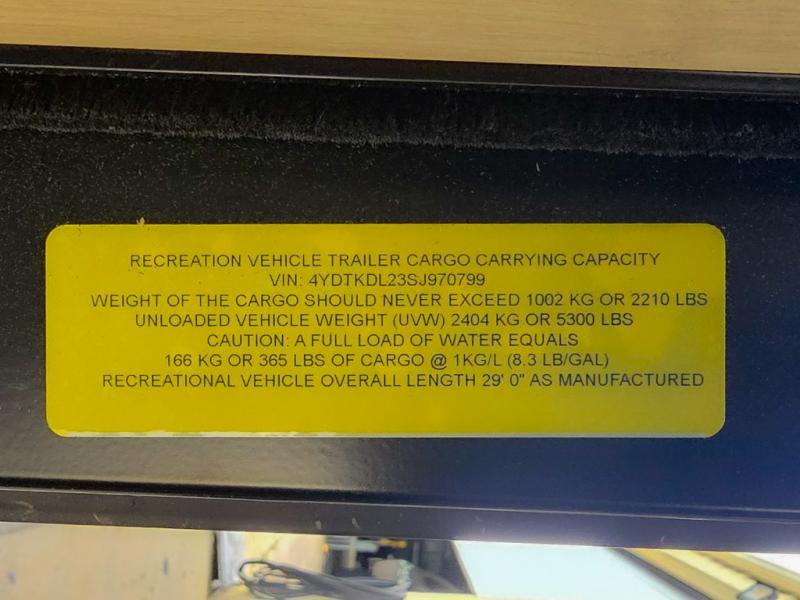 RECREATION VEHICLE TRAILER CARGO CARRYING CAPACITY
VIN: 4YDTKDL23SJ970799
WEIGHT OF THE CARGO SHOULD NEVER EXCEED 1002 KG OR 2210 LBS
UNLOADED VEHICLE WEIGHT (UVW) 2404 KG OR 5300 LBS
CAUTION: A FULL LOAD OF WATER EQUALS
166 KG OR 365 LBS OF CARGO @ 1KG/L (8.3 LB/GAL)
RECREATIONAL VEHICLE OVERALL LENGTH 29' 0" AS MANUFACTURED